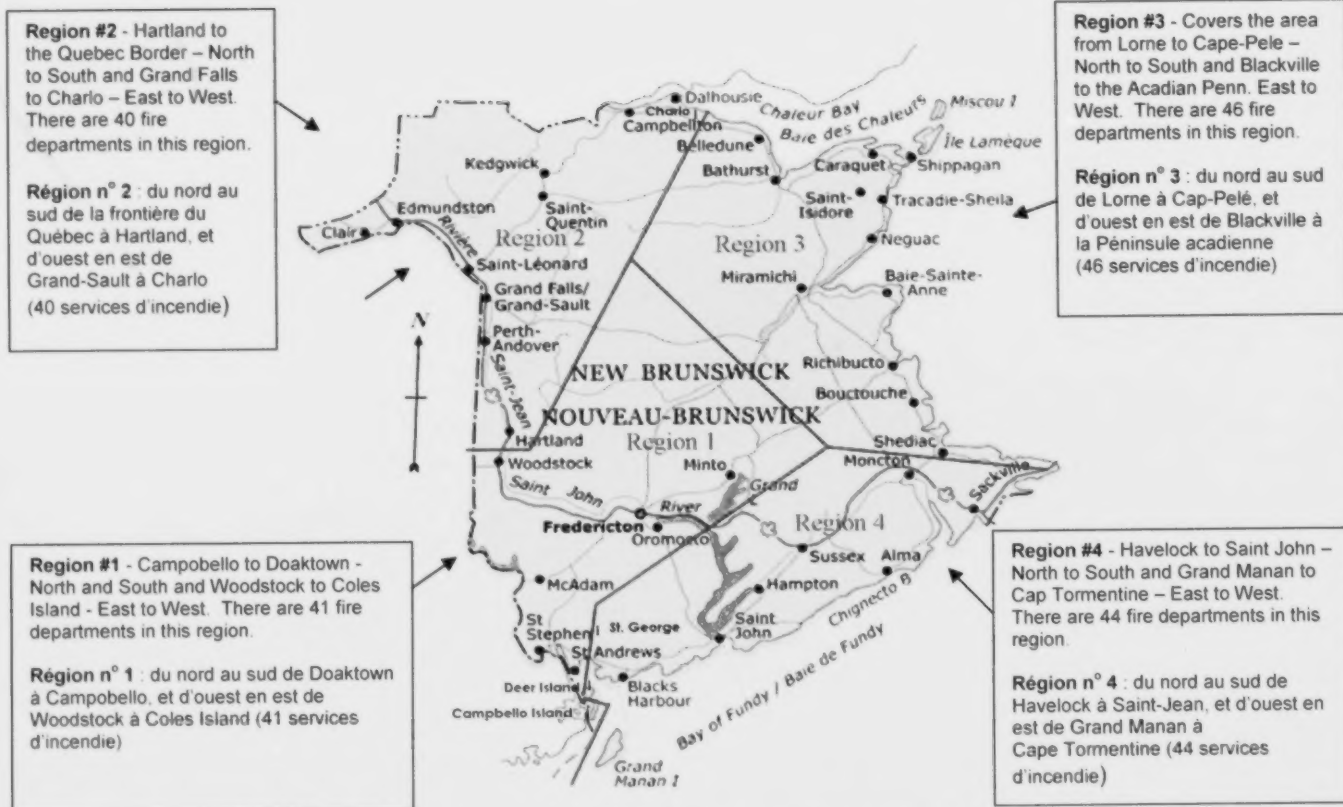 Region #2 - Hartland to
the Quebec Border – North
to South and Grand Falls
to Charlo – East to West.
There are 40 fire
departments in this region.
Région n° 2 : du nord au
sud de la frontière du
Québec à Hartland, et
d'ouest en est de
Grand-Sault à Charlo
(40 services d'incendie)
Region #3 - Covers the area
from Lorne to Cape-Pele –
North to South and Blackville
to the Acadian Penn. East to
West. There are 46 fire
departments in this region.
Région n° 3 : du nord au sud
de Lorne à Cap-Pelé, et
d'ouest en est de Blackville à
la Péninsule acadienne
(46 services d'incendie)
Dalhousie
Charlo
Campbellton
Chaleur Bay
Baie des Chaleurs
Miscou I
Île Lamèque
Belledune
Bathurst
Caraquet
Shippagan
Kedgwick
Saint-
Quentin
Saint-
Isidore
Tracadie-Sheila
Edmundston
Clair
Rivière
Region 2
Region 3
Neguac
Saint-Léonard
Miramichi
Baie-Sainte-
Anne
Grand Falls/
Grand-Sault
N
Perth-
Andover
Saint-Jean
Richibucto
NEW BRUNSWICK
Bouctouche
NOUVEAU-BRUNSWICK
Hartland
Region 1
Shediac
Woodstock
Minto
Moncton
Saint John River
Grand
Sackville
Fredericton
Oromocto
Region 4
Sussex
Alma
McAdam
Hampton
Chignecto B
St
Stephen
St. George
Saint
John
St Andrews
Deer Island
Blacks
Harbour
Campbello Island
Bay of Fundy / Baie de Fundy
Grand
Manan I
Region #1 - Campobello to Doaktown -
North and South and Woodstock to Coles
Island - East to West. There are 41 fire
departments in this region.
Région n° 1 : du nord au sud de Doaktown
à Campobello, et d'ouest en est de
Woodstock à Coles Island (41 services
d'incendie)
Region #4 - Havelock to Saint John –
North to South and Grand Manan to
Cap Tormentine – East to West.
There are 44 fire departments in this
region.
Région n° 4 : du nord au sud de
Havelock à Saint-Jean, et d'ouest en
est de Grand Manan à
Cape Tormentine (44 services
d'incendie)